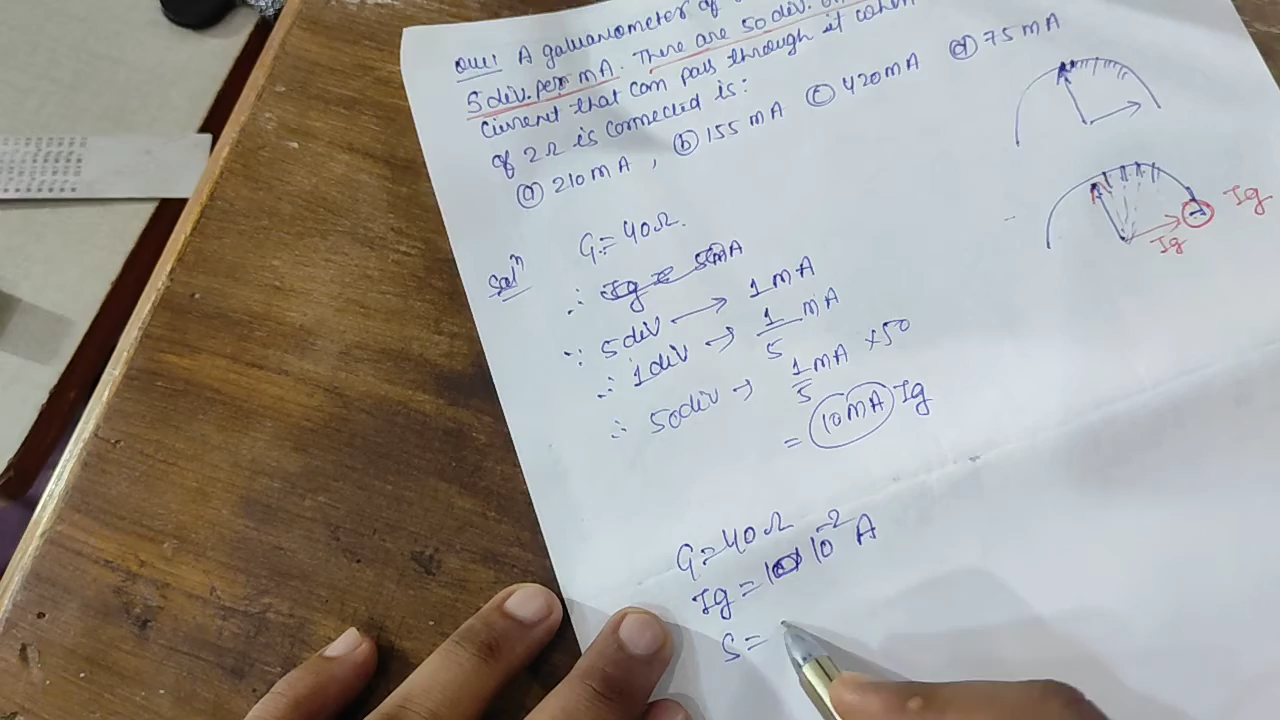 Que: A galvanometer of
5 div. per mA. There are 50 div. on
current that can pass through it when
of 2Ω is connected is:
ⓐ 210 mA , ⓑ 155 mA ⓒ 420 mA ⓓ 75 mA
Solⁿ G = 40Ω.
∴ Ig = 50mA
∵ 5 div → 1 mA
∴ 1 div → 1/5 mA
∴ 50 div → 1/5 mA × 50
= 10 mA Ig
G = 40Ω
Ig = 10⁻² A
S =
Ig
Ig